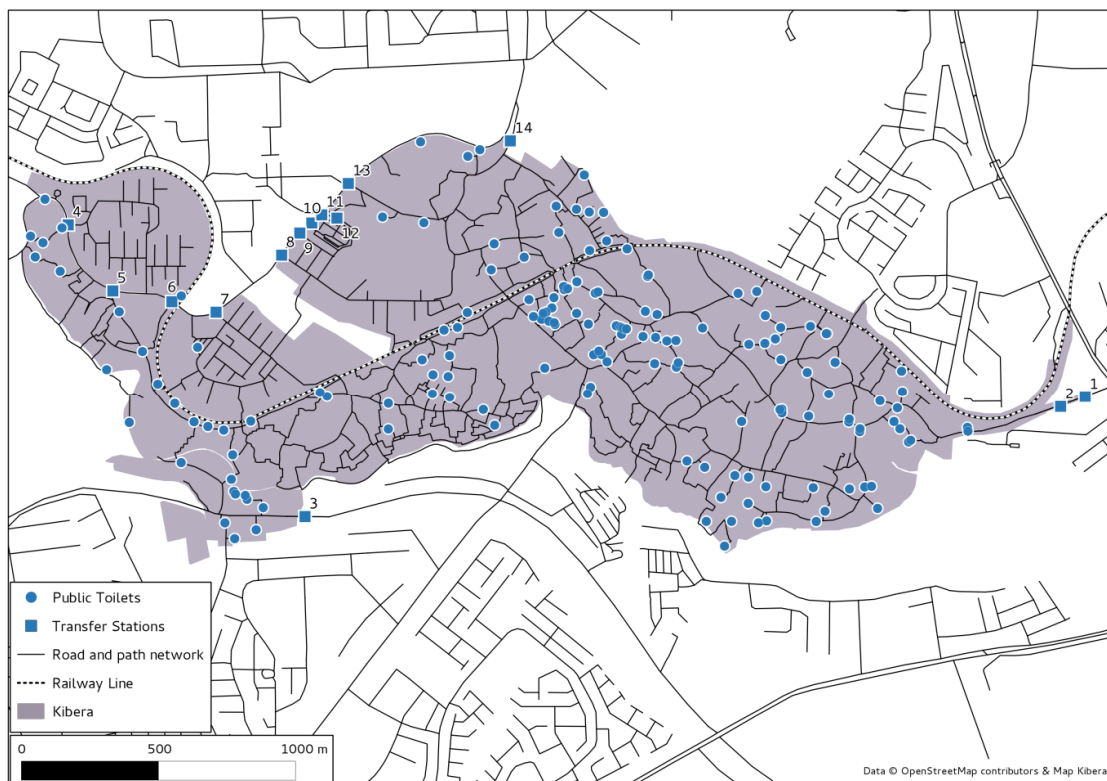 14
13
11
10
4
12
8
9
5
6
7
1
2
3
Public Toilets
Transfer Stations
Road and path network
Railway Line
Kibera
0 500 1000 m
Data © OpenStreetMap contributors & Map Kibera